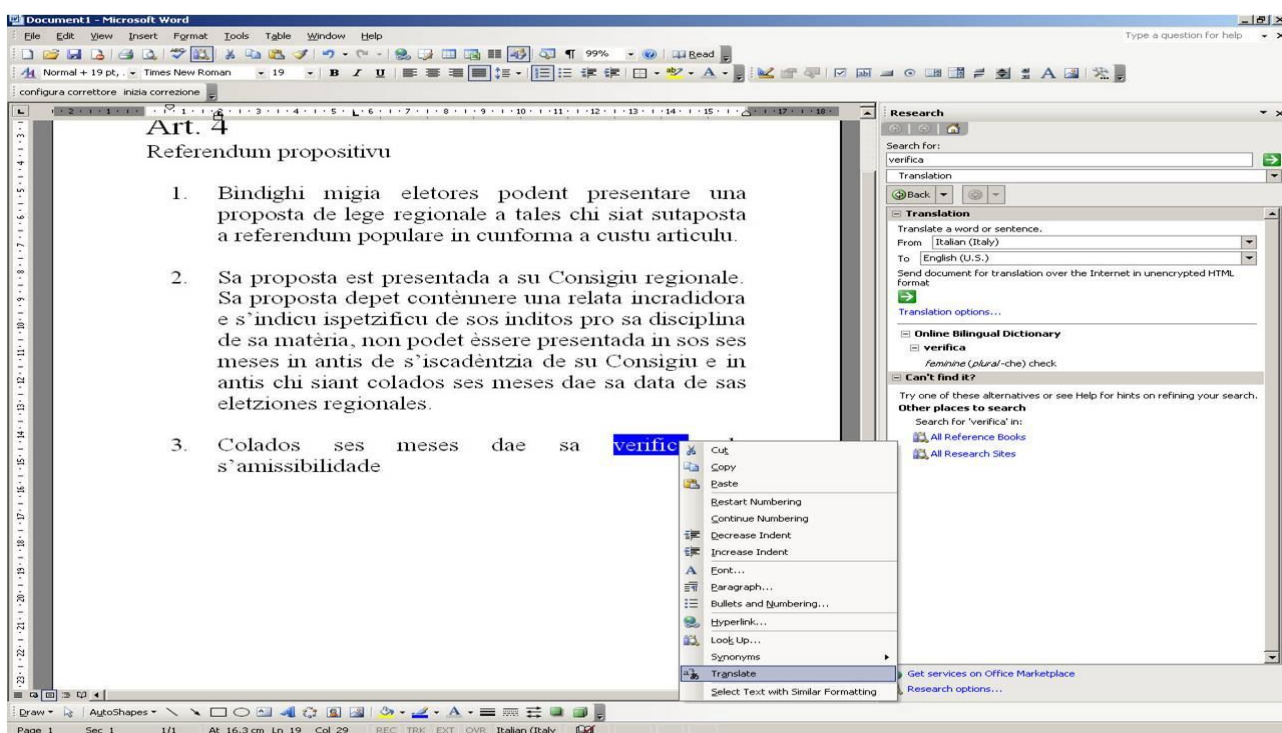 Document1 - Microsoft Word
File Edit View Insert Format Tools Table Window Help
Type a question for help
99%
Read
Normal + 19 pt, . Times New Roman 19 B I U
configura correttore inizia correzione
Art. 4
Referendum propositivu
1. Bindighi migia eletores podent presentare una
proposta de lege regionale a tales chi siat sutaposta
a referendum populare in cunforma a custu articulu.
2. Sa proposta est presentada a su Consigiu regionale.
Sa proposta depet contènnere una relata incradidora
e s'indicu ispetzificu de sos inditos pro sa disciplina
de sa matèria, non podet èssere presentada in sos ses
meses in antis de s'iscadèntzia de su Consigiu e in
antis chi siant colados ses meses dae sa data de sas
eletziones regionales.
3. Colados ses meses dae sa verific
s'amissibilidade
Cut
Copy
Paste
Restart Numbering
Continue Numbering
Decrease Indent
Increase Indent
Font...
Paragraph...
Bullets and Numbering...
Hyperlink...
Look Up...
Synonyms
Translate
Select Text with Similar Formatting
Research
Search for:
verifica
Translation
Back
Translation
Translate a word or sentence.
From Italian (Italy)
To English (U.S.)
Send document for translation over the Internet in unencrypted HTML
format
Translation options...
Online Bilingual Dictionary
verifica
feminine (plural -che) check
Can't find it?
Try one of these alternatives or see Help for hints on refining your search.
Other places to search
Search for 'verifica' in:
All Reference Books
All Research Sites
Get services on Office Marketplace
Research options...
Draw AutoShapes
Page 1 Sec 1 1/1 At 16.3 cm Ln 19 Col 29 REC TRK EXT OVR Italian (Italy